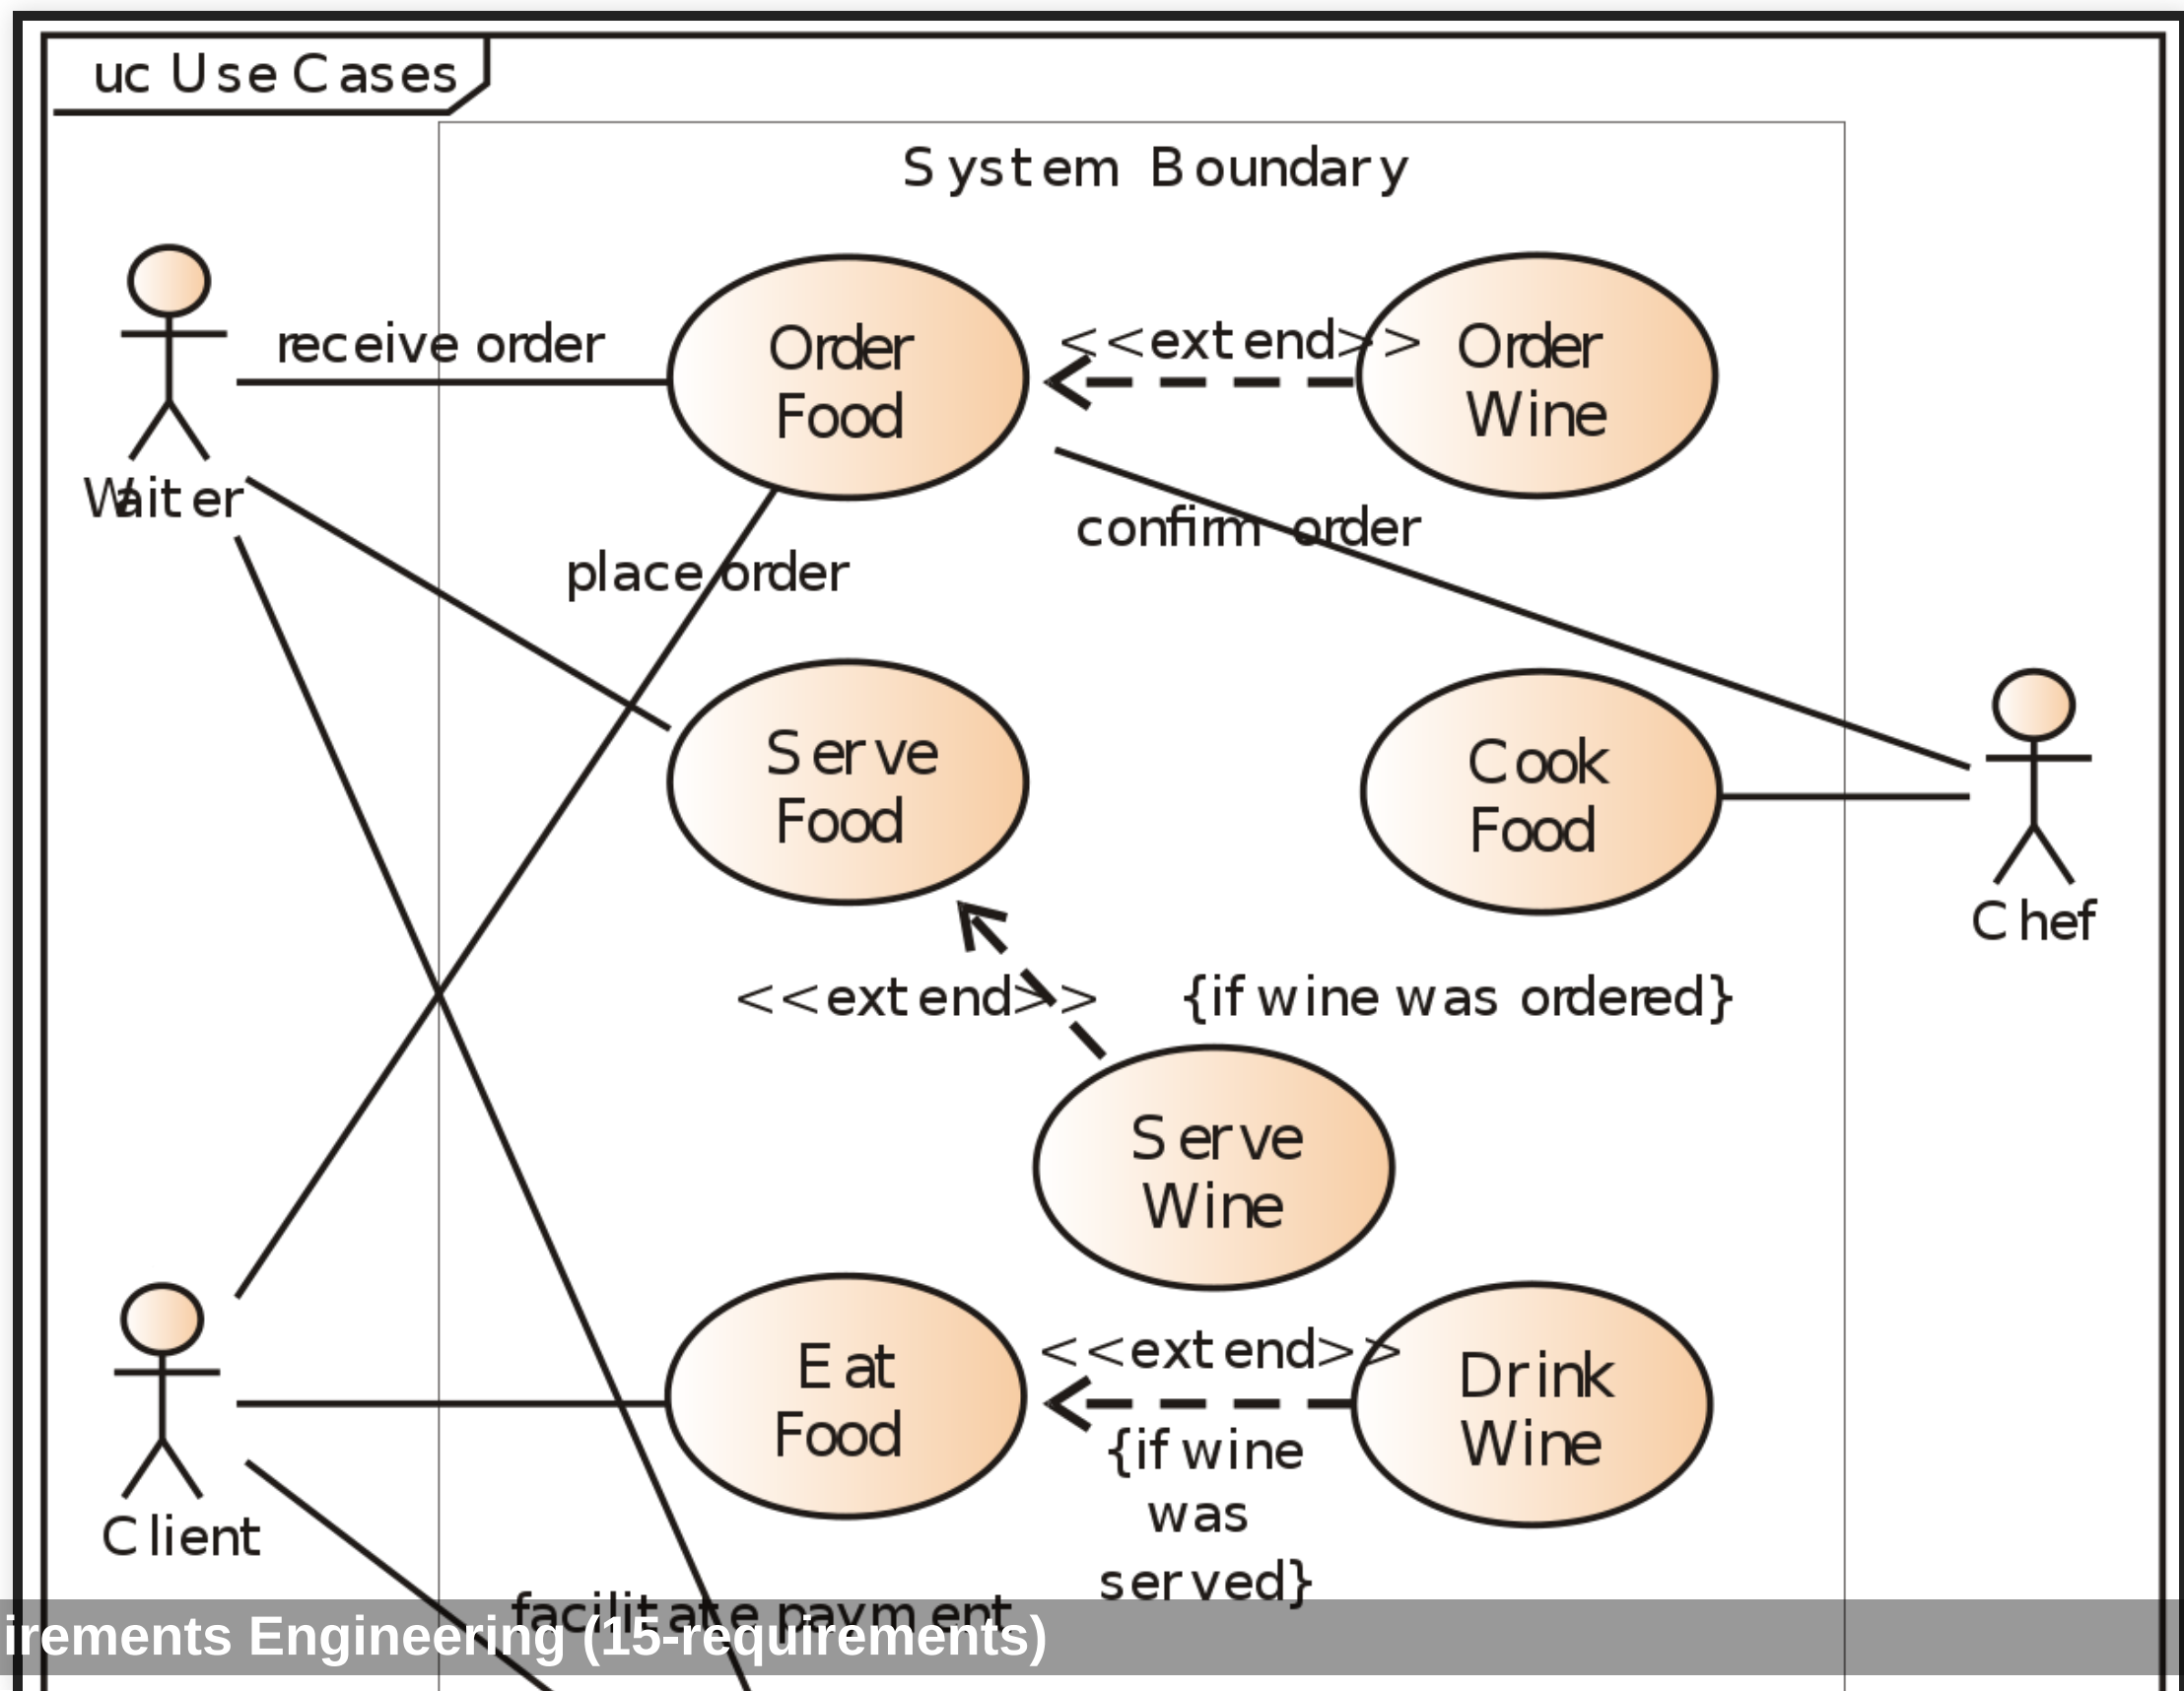 uc Use Cases
System Boundary
receive order
Order
Food
<<extend>>
Order
Wine
Waiter
confirm order
place order
Serve
Food
Cook
Food
Chef
<<extend>>
{if wine was ordered}
Serve
Wine
Eat
Food
<<extend>>
Drink
Wine
{if wine
was
served}
Client
facilitate payment
irements Engineering (15-requirements)